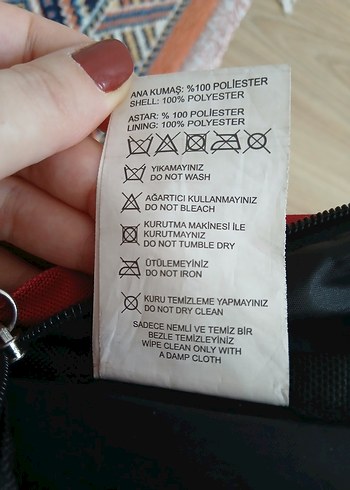 ANA KUMAŞ: %100 POLİESTER
SHELL: 100% POLYESTER
ASTAR: % 100 POLİESTER
LINING: 100% POLYESTER
YIKAMAYINIZ
DO NOT WASH
AĞARTICI KULLANMAYINIZ
DO NOT BLEACH
KURUTMA MAKİNESİ İLE
KURUTMAYNIZ
DO NOT TUMBLE DRY
ÜTÜLEMEYİNİZ
DO NOT IRON
KURU TEMİZLEME YAPMAYINIZ
DO NOT DRY CLEAN
SADECE NEMLİ VE TEMİZ BİR
BEZLE TEMİZLEYİNİZ
WIPE CLEAN ONLY WITH
A DAMP CLOTH